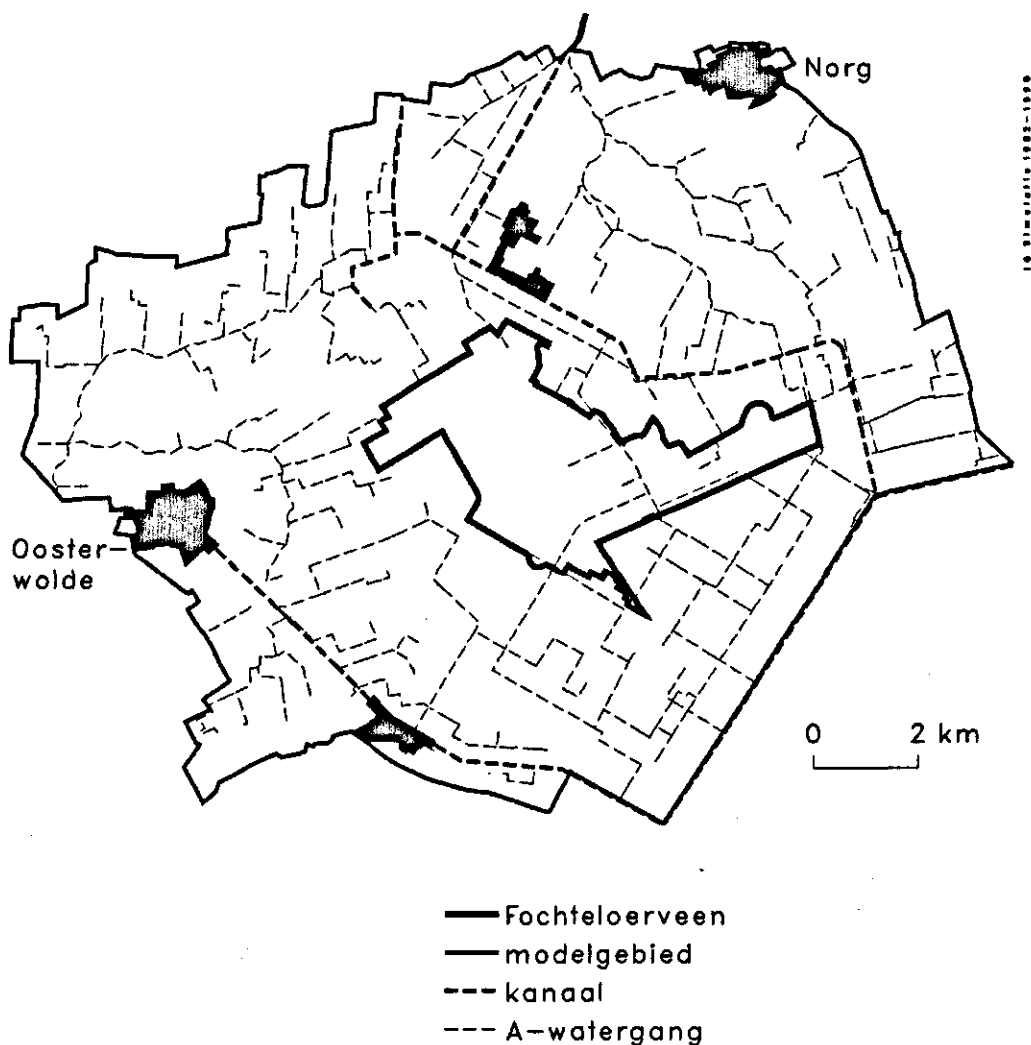 Norg
Ooster-
wolde
0 2 km
Fochteloerveen
modelgebied
kanaal
A-watergang